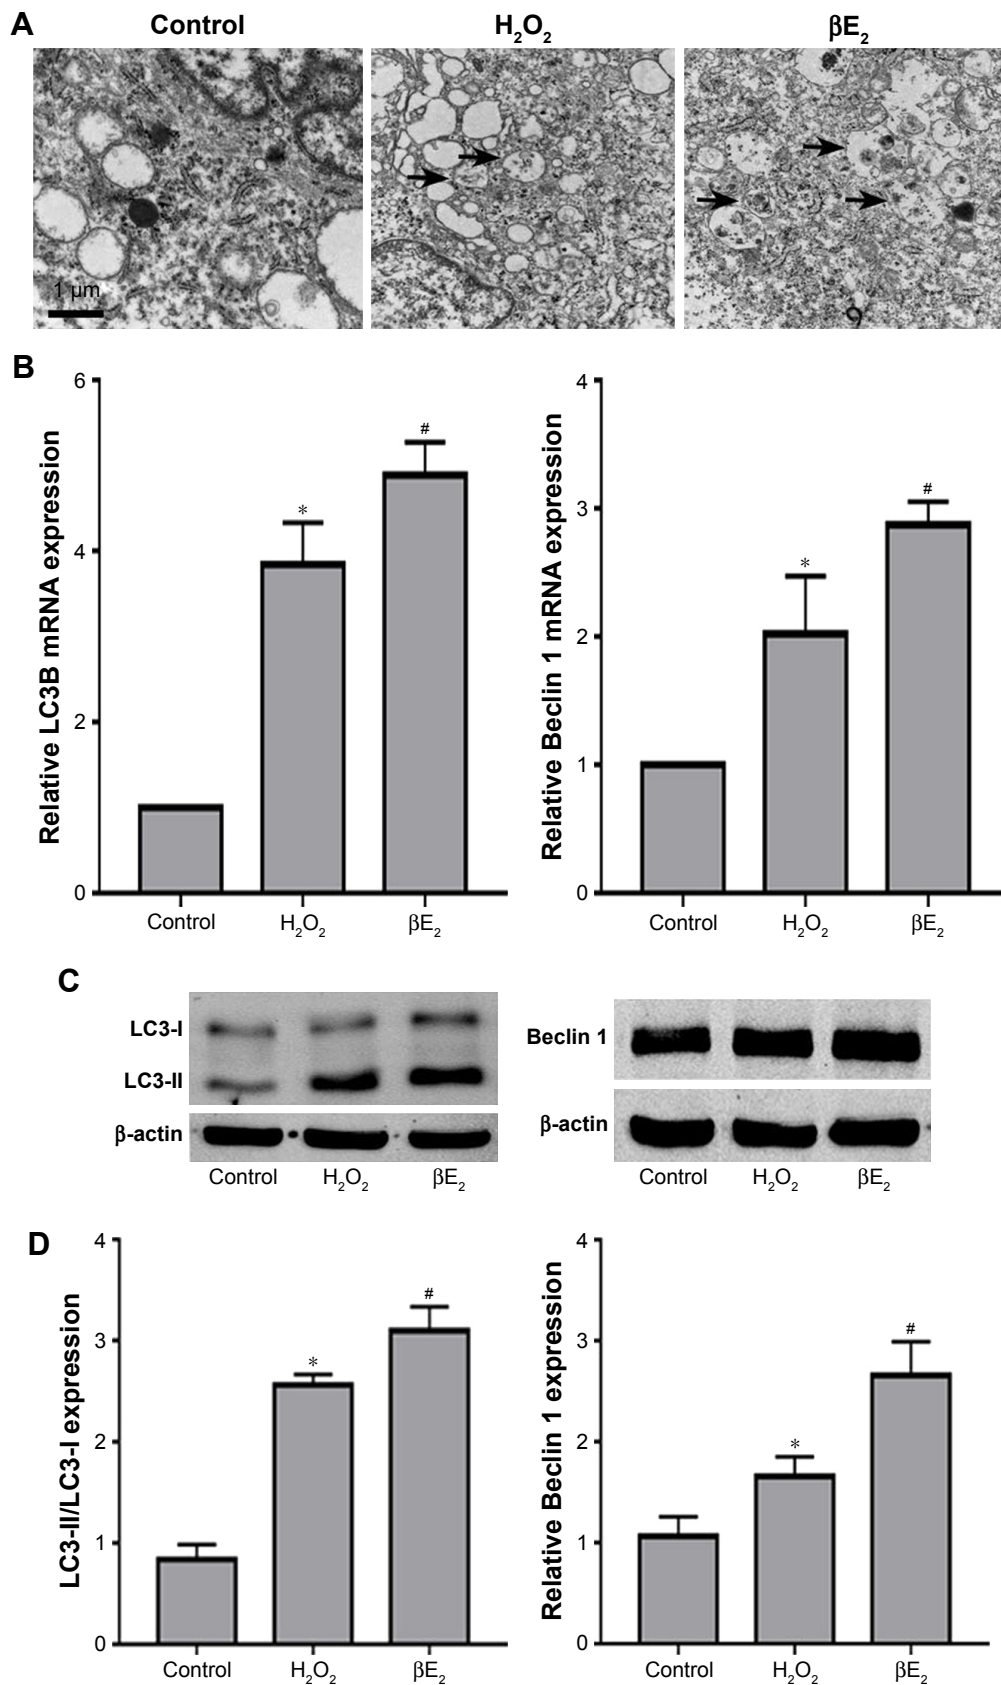 A
Control
H₂O₂
βE₂
1 μm
B
Relative LC3B mRNA expression
6
4
2
0
*
#
Control
H₂O₂
βE₂
Relative Beclin 1 mRNA expression
4
3
2
1
0
*
#
Control
H₂O₂
βE₂
C
LC3-I
LC3-II
β-actin
Control
H₂O₂
βE₂
Beclin 1
β-actin
Control
H₂O₂
βE₂
D
LC3-II/LC3-I expression
4
3
2
1
0
*
#
Control
H₂O₂
βE₂
Relative Beclin 1 expression
4
3
2
1
0
*
#
Control
H₂O₂
βE₂